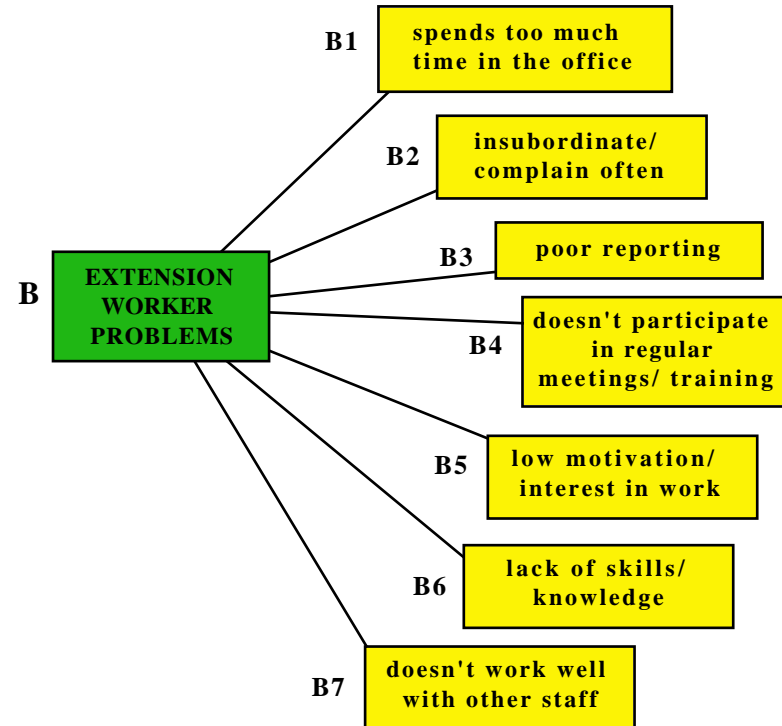 B1
spends too much
time in the office
B2
insubordinate/
complain often
B3
poor reporting
B
EXTENSION
WORKER
PROBLEMS
B4
doesn't participate
in regular
meetings/ training
B5
low motivation/
interest in work
B6
lack of skills/
knowledge
B7
doesn't work well
with other staff